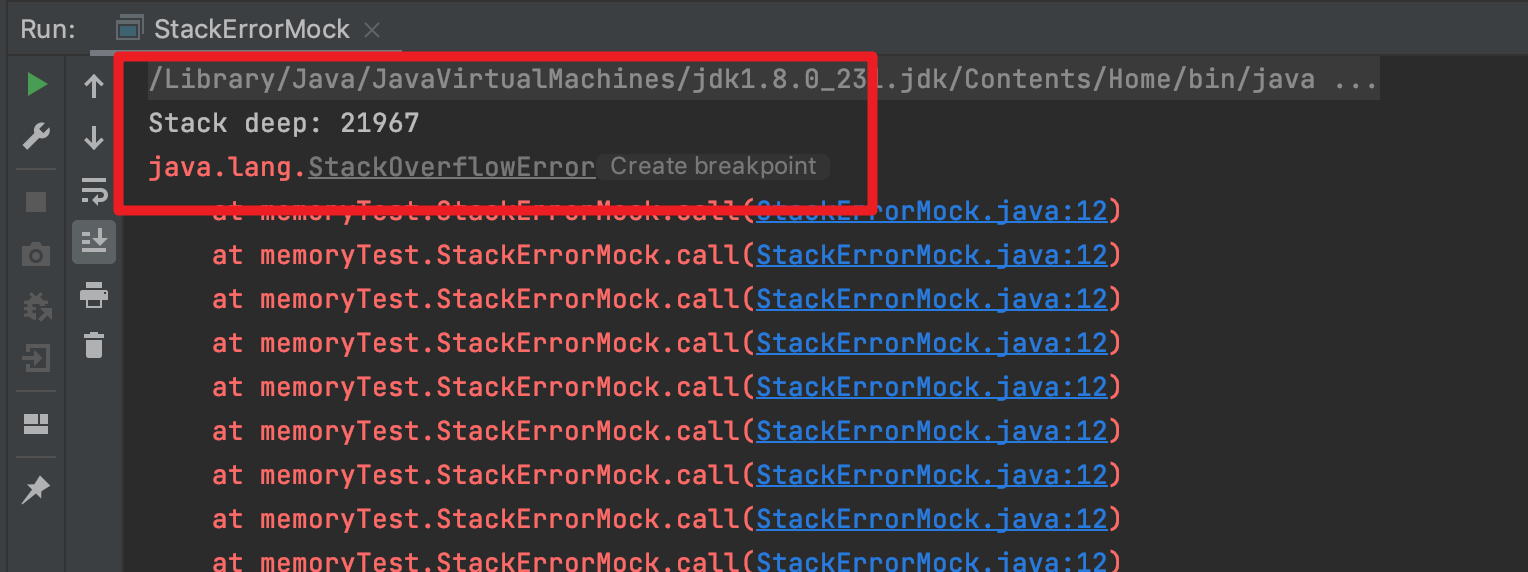 Run: StackErrorMock
/Library/Java/JavaVirtualMachines/jdk1.8.0_231.jdk/Contents/Home/bin/java ...
Stack deep: 21967
java.lang.StackOverflowError Create breakpoint
at memoryTest.StackErrorMock.call(StackErrorMock.java:12)
at memoryTest.StackErrorMock.call(StackErrorMock.java:12)
at memoryTest.StackErrorMock.call(StackErrorMock.java:12)
at memoryTest.StackErrorMock.call(StackErrorMock.java:12)
at memoryTest.StackErrorMock.call(StackErrorMock.java:12)
at memoryTest.StackErrorMock.call(StackErrorMock.java:12)
at memoryTest.StackErrorMock.call(StackErrorMock.java:12)
at memoryTest.StackErrorMock.call(StackErrorMock.java:12)
at memoryTest.StackErrorMock.call(StackErrorMock.java:12)